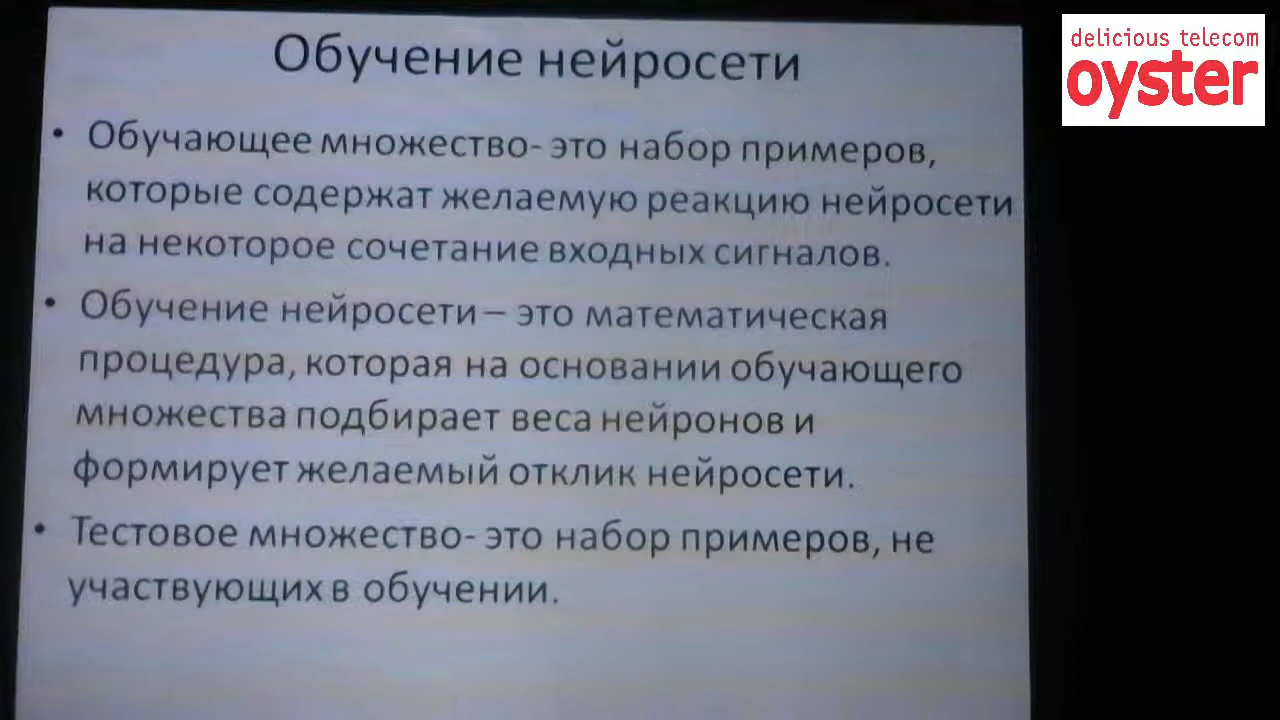 delicious telecom
oyster
Обучение нейросети
• Обучающее множество- это набор примеров,
которые содержат желаемую реакцию нейросети
на некоторое сочетание входных сигналов.
• Обучение нейросети – это математическая
процедура, которая на основании обучающего
множества подбирает веса нейронов и
формирует желаемый отклик нейросети.
• Тестовое множество- это набор примеров, не
участвующих в обучении.